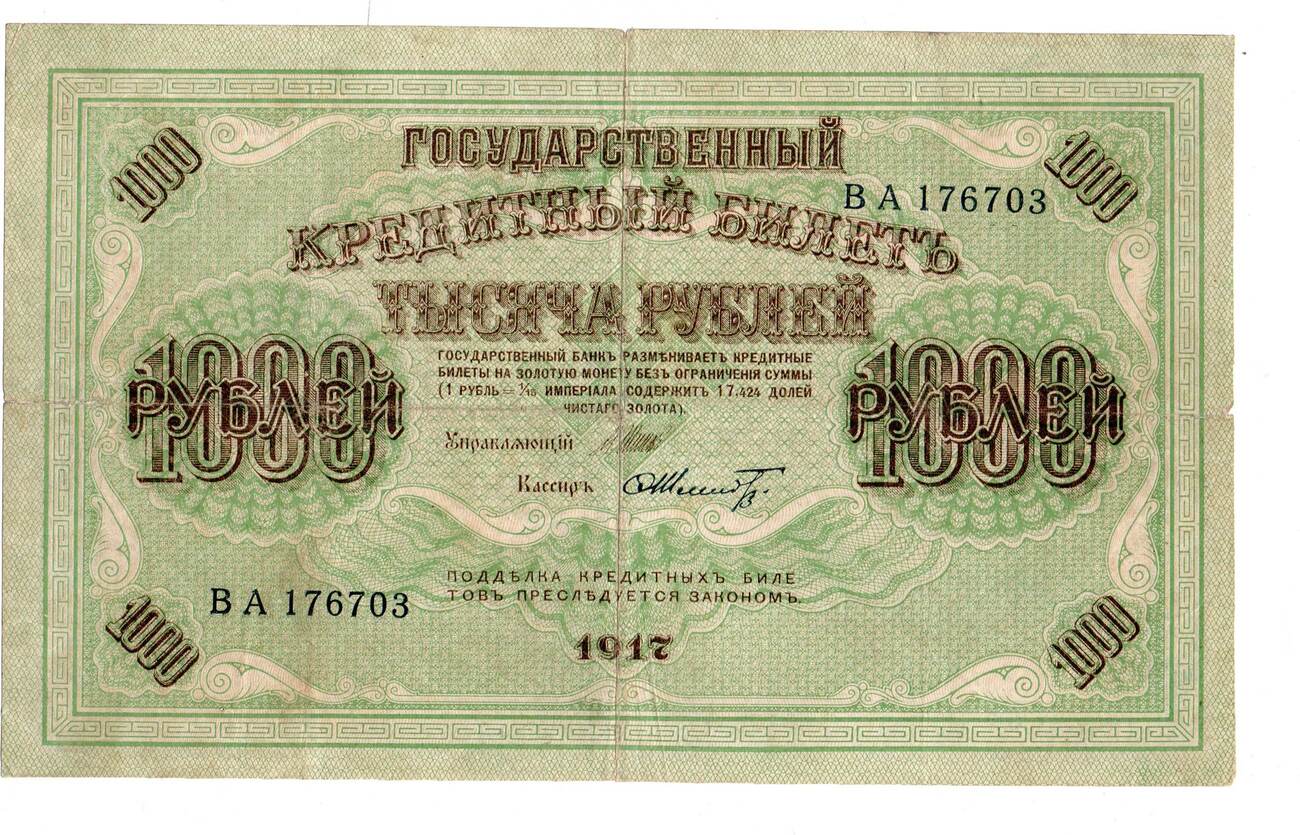 1000
1000
ГОСУДАРСТВЕННЫЙ
ВА 176703
КРЕДИТНЫЙ БИЛЕТЪ
ТЫСЯЧА РУБЛЕЙ
ГОСУДАРСТВЕННЫЙ БАНКЪ РАЗМѢНИВАЕТЪ КРЕДИТНЫЕ
БИЛЕТЫ НА ЗОЛОТУЮ МОНЕТУ БЕЗЪ ОГРАНИЧЕНІЯ СУММЫ
(1 РУБЛЬ = 1/15 ИМПЕРІАЛА СОДЕРЖИТЪ 17.424 ДОЛЕЙ
ЧИСТАГО ЗОЛОТА).
1000
РУБЛЕЙ
1000
РУБЛЕЙ
Управляющій
Кассиръ
ПОДДѢЛКА КРЕДИТНЫХЪ БИЛЕ
ТОВЪ ПРЕСЛѢДУЕТСЯ ЗАКОНОМЪ.
ВА 176703
1917
1000
1000